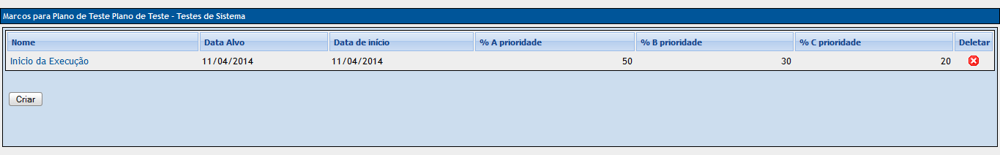 Marcos para Plano de Teste Plano de Teste - Testes de Sistema
Nome Data Alvo Data de início % A prioridade % B prioridade % C prioridade Deletar
Inicio da Execução 11/04/2014 11/04/2014 50 30 20
Criar